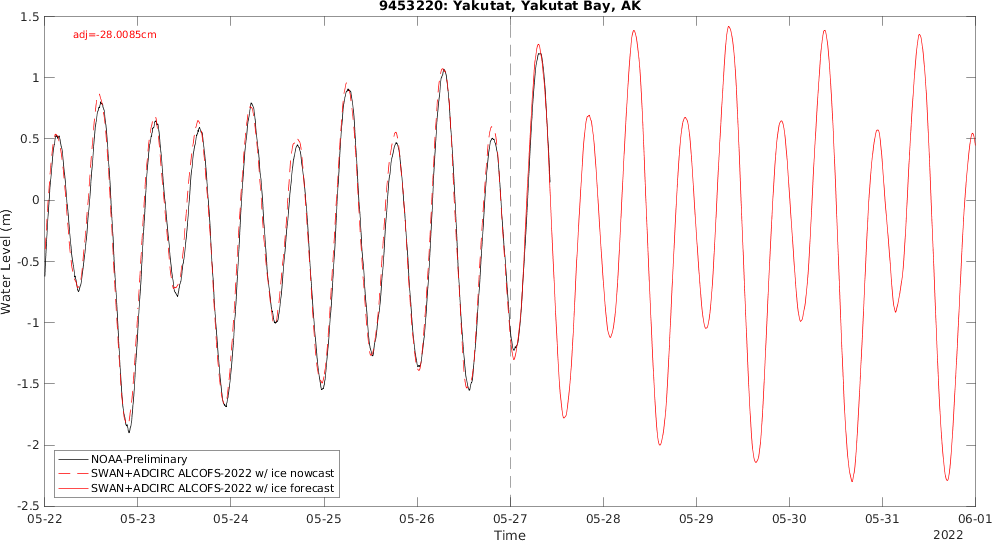 9453220: Yakutat, Yakutat Bay, AK
adj=-28.0085cm
1.5
1
0.5
0
-0.5
-1
-1.5
-2
-2.5
Water Level (m)
NOAA-Preliminary
SWAN+ADCIRC ALCOFS-2022 w/ ice nowcast
SWAN+ADCIRC ALCOFS-2022 w/ ice forecast
05-22 05-23 05-24 05-25 05-26 05-27 05-28 05-29 05-30 05-31 06-01
Time
2022